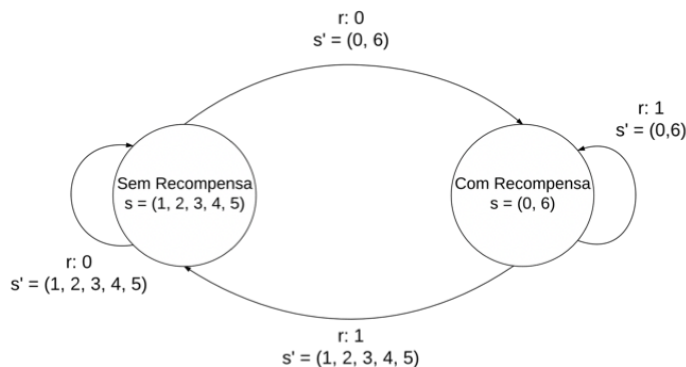 r: 0
s' = (0, 6)
r: 1
s' = (0,6)
Sem Recompensa
s = (1, 2, 3, 4, 5)
Com Recompensa
s = (0, 6)
r: 0
s' = (1, 2, 3, 4, 5)
r: 1
s' = (1, 2, 3, 4, 5)